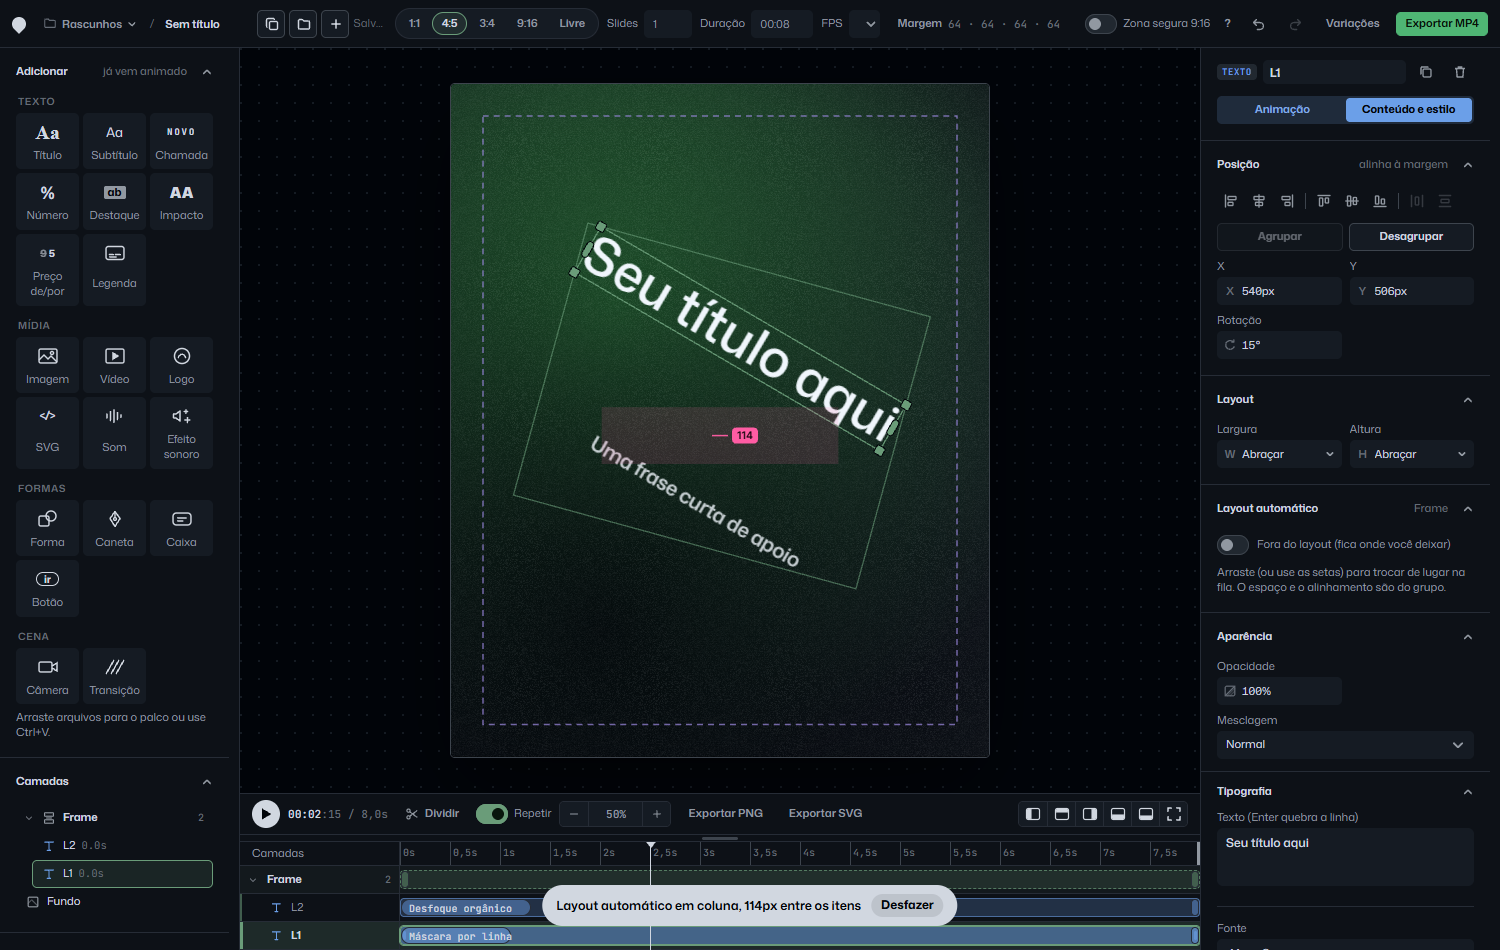 Rascunhos / Sem título
Salv...
1:1 4:5 3:4 9:16 Livre
Slides 1
Duração 00:08
FPS
Margem 64 · 64 · 64 · 64
Zona segura 9:16 ?
Variações
Exportar MP4
Adicionar já vem animado
TEXTO
Aa Aa NOVO
Título Subtítulo Chamada
% ab AA
Número Destaque Impacto
9 5
Preço de/por Legenda
MÍDIA
Imagem Vídeo Logo
</>
SVG Som Efeito sonoro
FORMAS
Forma Caneta Caixa
ir
Botão
CENA
Câmera Transição
Arraste arquivos para o palco ou use
Ctrl+V.
Camadas
Frame 2
L2 0.0s
L1 0.0s
Fundo
Seu título aqui
114
Uma frase curta de apoio
00:02:15 / 8,0s
Dividir
Repetir
− 50% +
Exportar PNG
Exportar SVG
Camadas
0s 0,5s 1s 1,5s 2s 2,5s 3s 3,5s 4s 4,5s 5s 5,5s 6s 6,5s 7s 7,5s
Frame 2
L2 Desfoque orgânico
L1 Máscara por linha
Layout automático em coluna, 114px entre os itens Desfazer
TEXTO L1
Animação Conteúdo e estilo
Posição alinha à margem
Agrupar Desagrupar
X Y
X 540px Y 506px
Rotação
15°
Layout
Largura Altura
W Abraçar H Abraçar
Layout automático Frame
Fora do layout (fica onde você deixar)
Arraste (ou use as setas) para trocar de lugar na
fila. O espaço e o alinhamento são do grupo.
Aparência
Opacidade
100%
Mesclagem
Normal
Tipografia
Texto (Enter quebra a linha)
Seu título aqui
Fonte